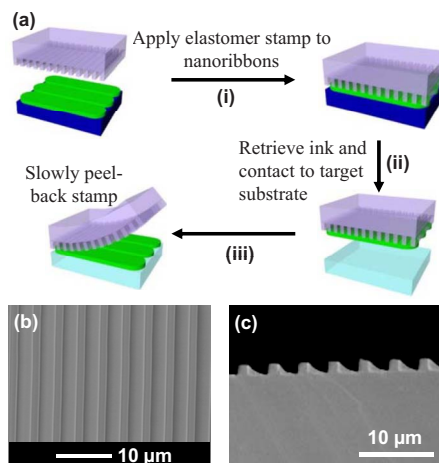 (a)
Apply elastomer stamp to
nanoribbons
(i)
Retrieve ink and
contact to target
substrate
(ii)
Slowly peel-
back stamp
(iii)
(b)
10 µm
(c)
10 µm